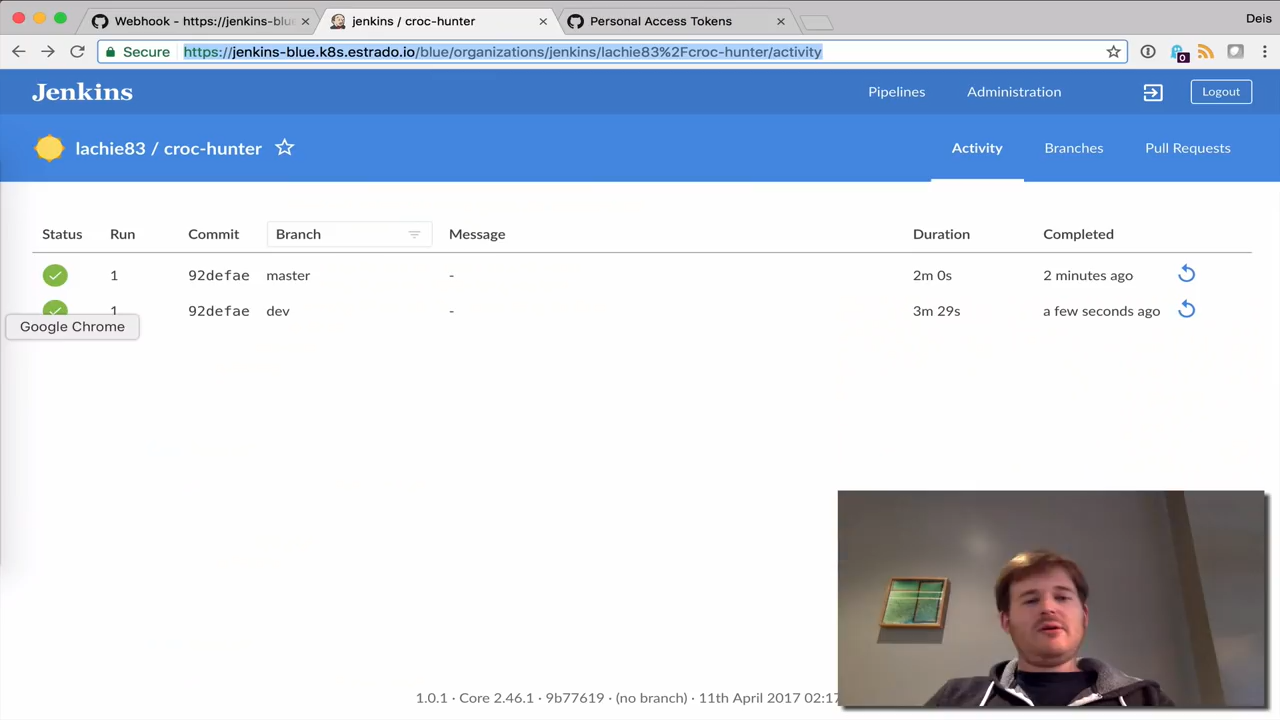 Webhook - https://jenkins-blue
jenkins / croc-hunter
Personal Access Tokens
Deis
Secure
https://jenkins-blue.k8s.estrado.io/blue/organizations/jenkins/lachie83%2Fcroc-hunter/activity
0
Jenkins
Pipelines
Administration
Logout
lachie83 / croc-hunter
Activity
Branches
Pull Requests
Status Run Commit Branch Message Duration Completed
1 92defae master - 2m 0s 2 minutes ago
1 92defae dev - 3m 29s a few seconds ago
Google Chrome
1.0.1 · Core 2.46.1 · 9b77619 · (no branch) · 11th April 2017 02:17